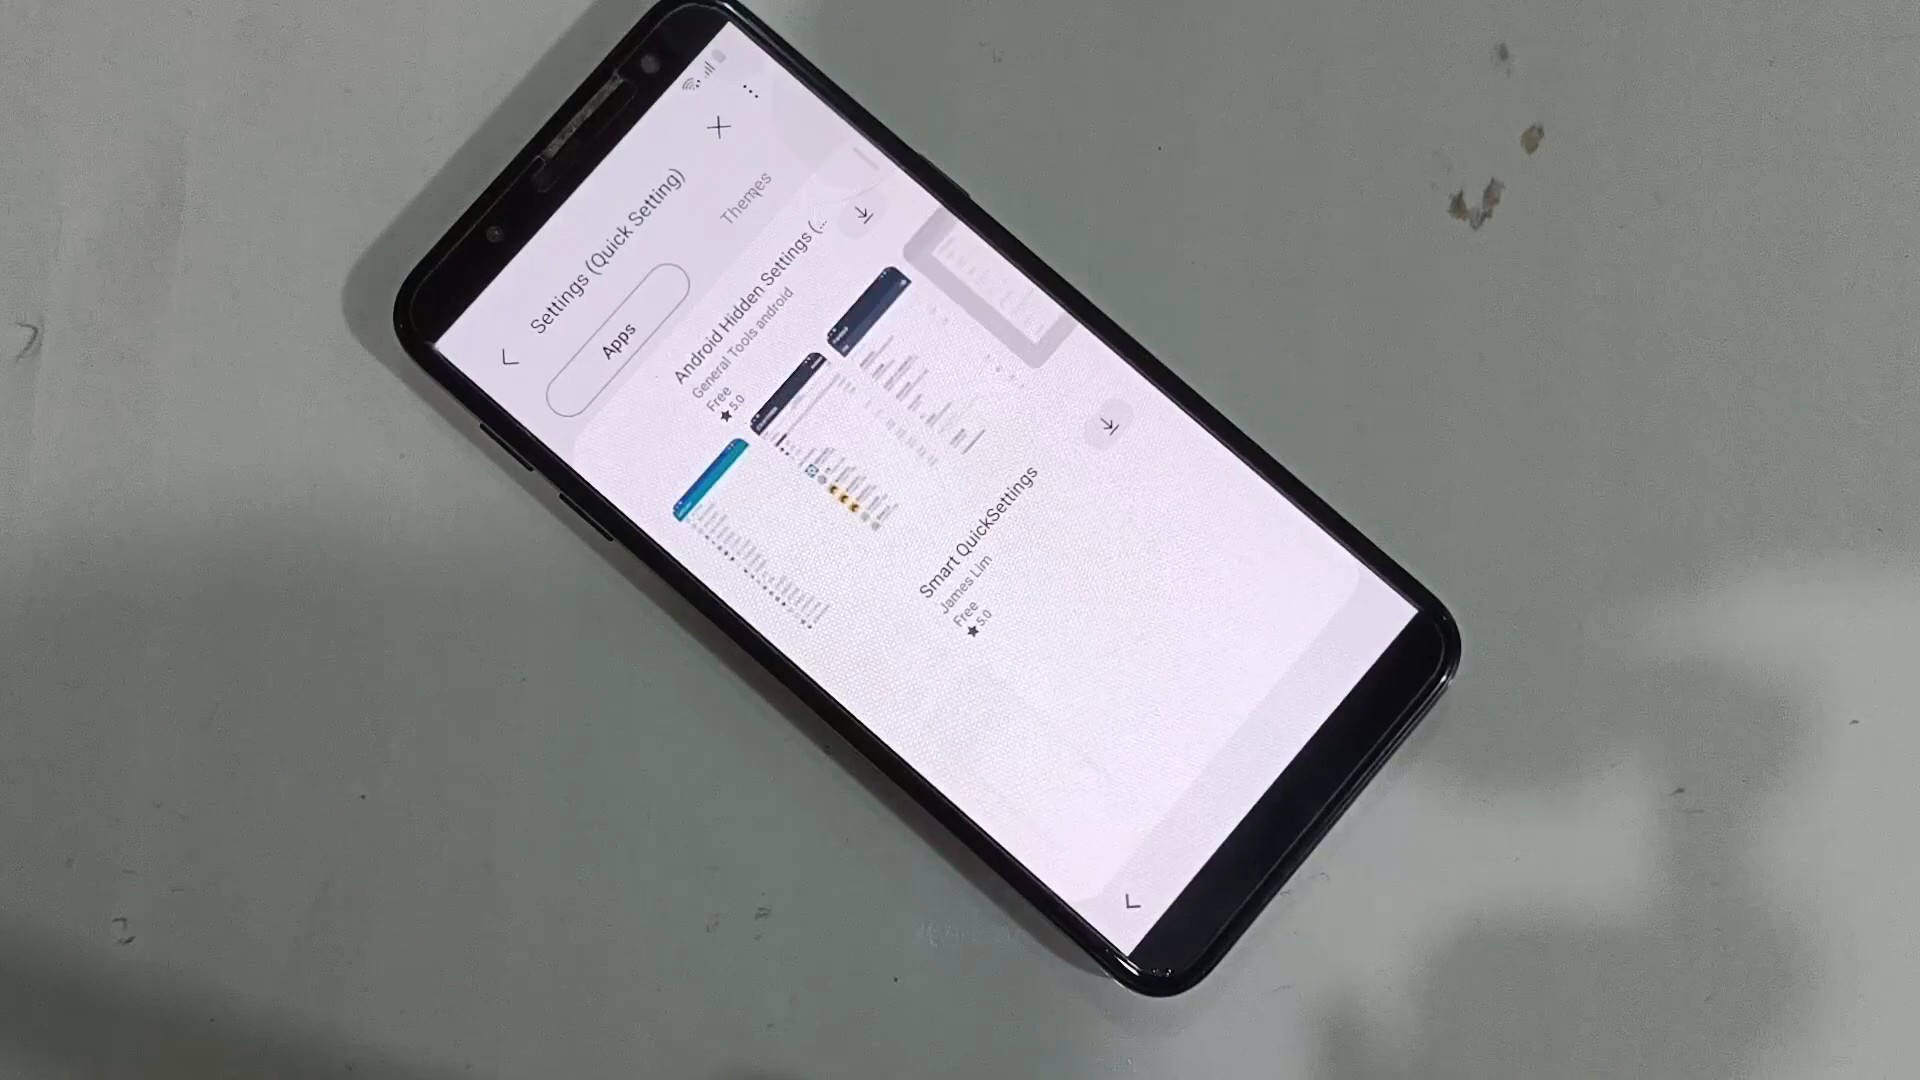 Settings (Quick Setting)
Apps
Themes
Android Hidden Settings (...
General Tools android
Free
★ 5.0
Smart QuickSettings
James Lim
Free
★ 5.0